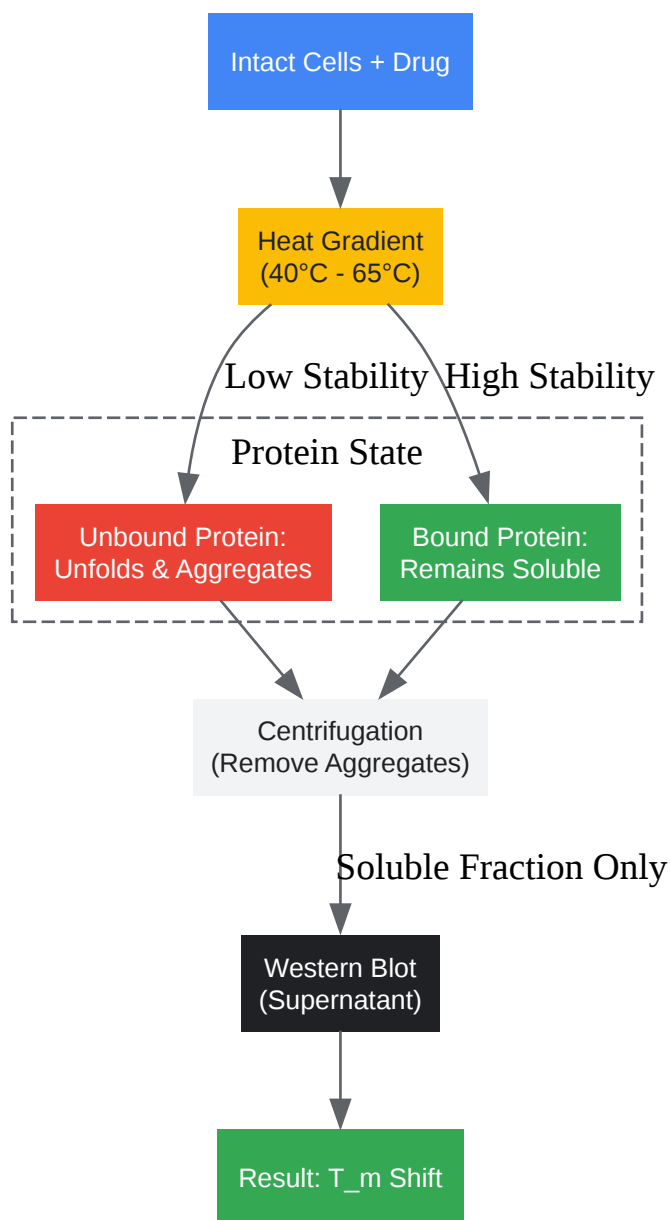 Intact Cells + Drug
Heat Gradient
(40°C - 65°C)
Low Stability
High Stability
Protein State
Unbound Protein:
Unfolds & Aggregates
Bound Protein:
Remains Soluble
Centrifugation
(Remove Aggregates)
Soluble Fraction Only
Western Blot
(Supernatant)
Result: T_m Shift